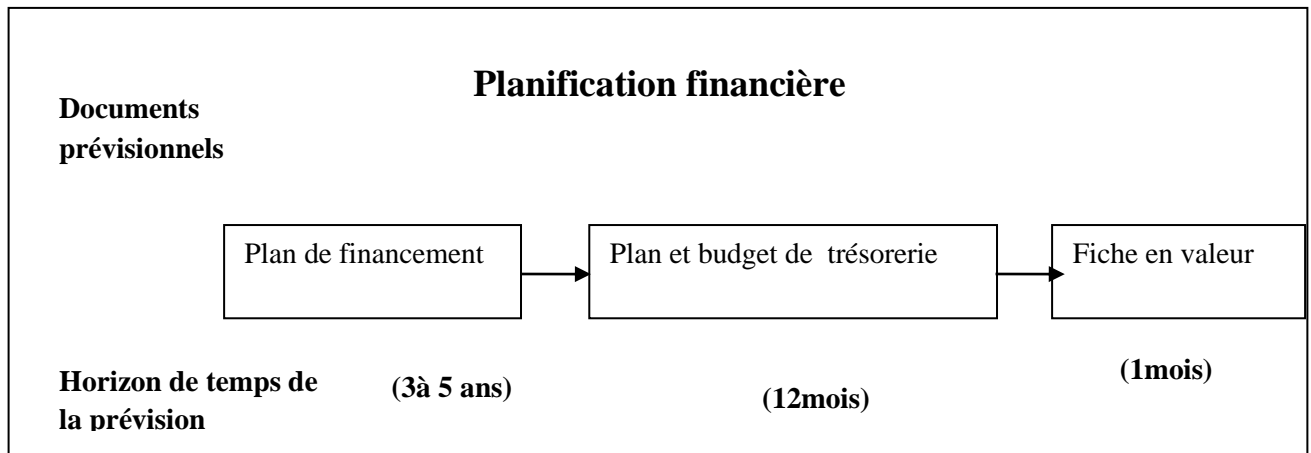 Planification financière
Documents
prévisionnels
Plan de financement
Plan et budget de trésorerie
Fiche en valeur
Horizon de temps de
la prévision
(3à 5 ans)
(12mois)
(1mois)